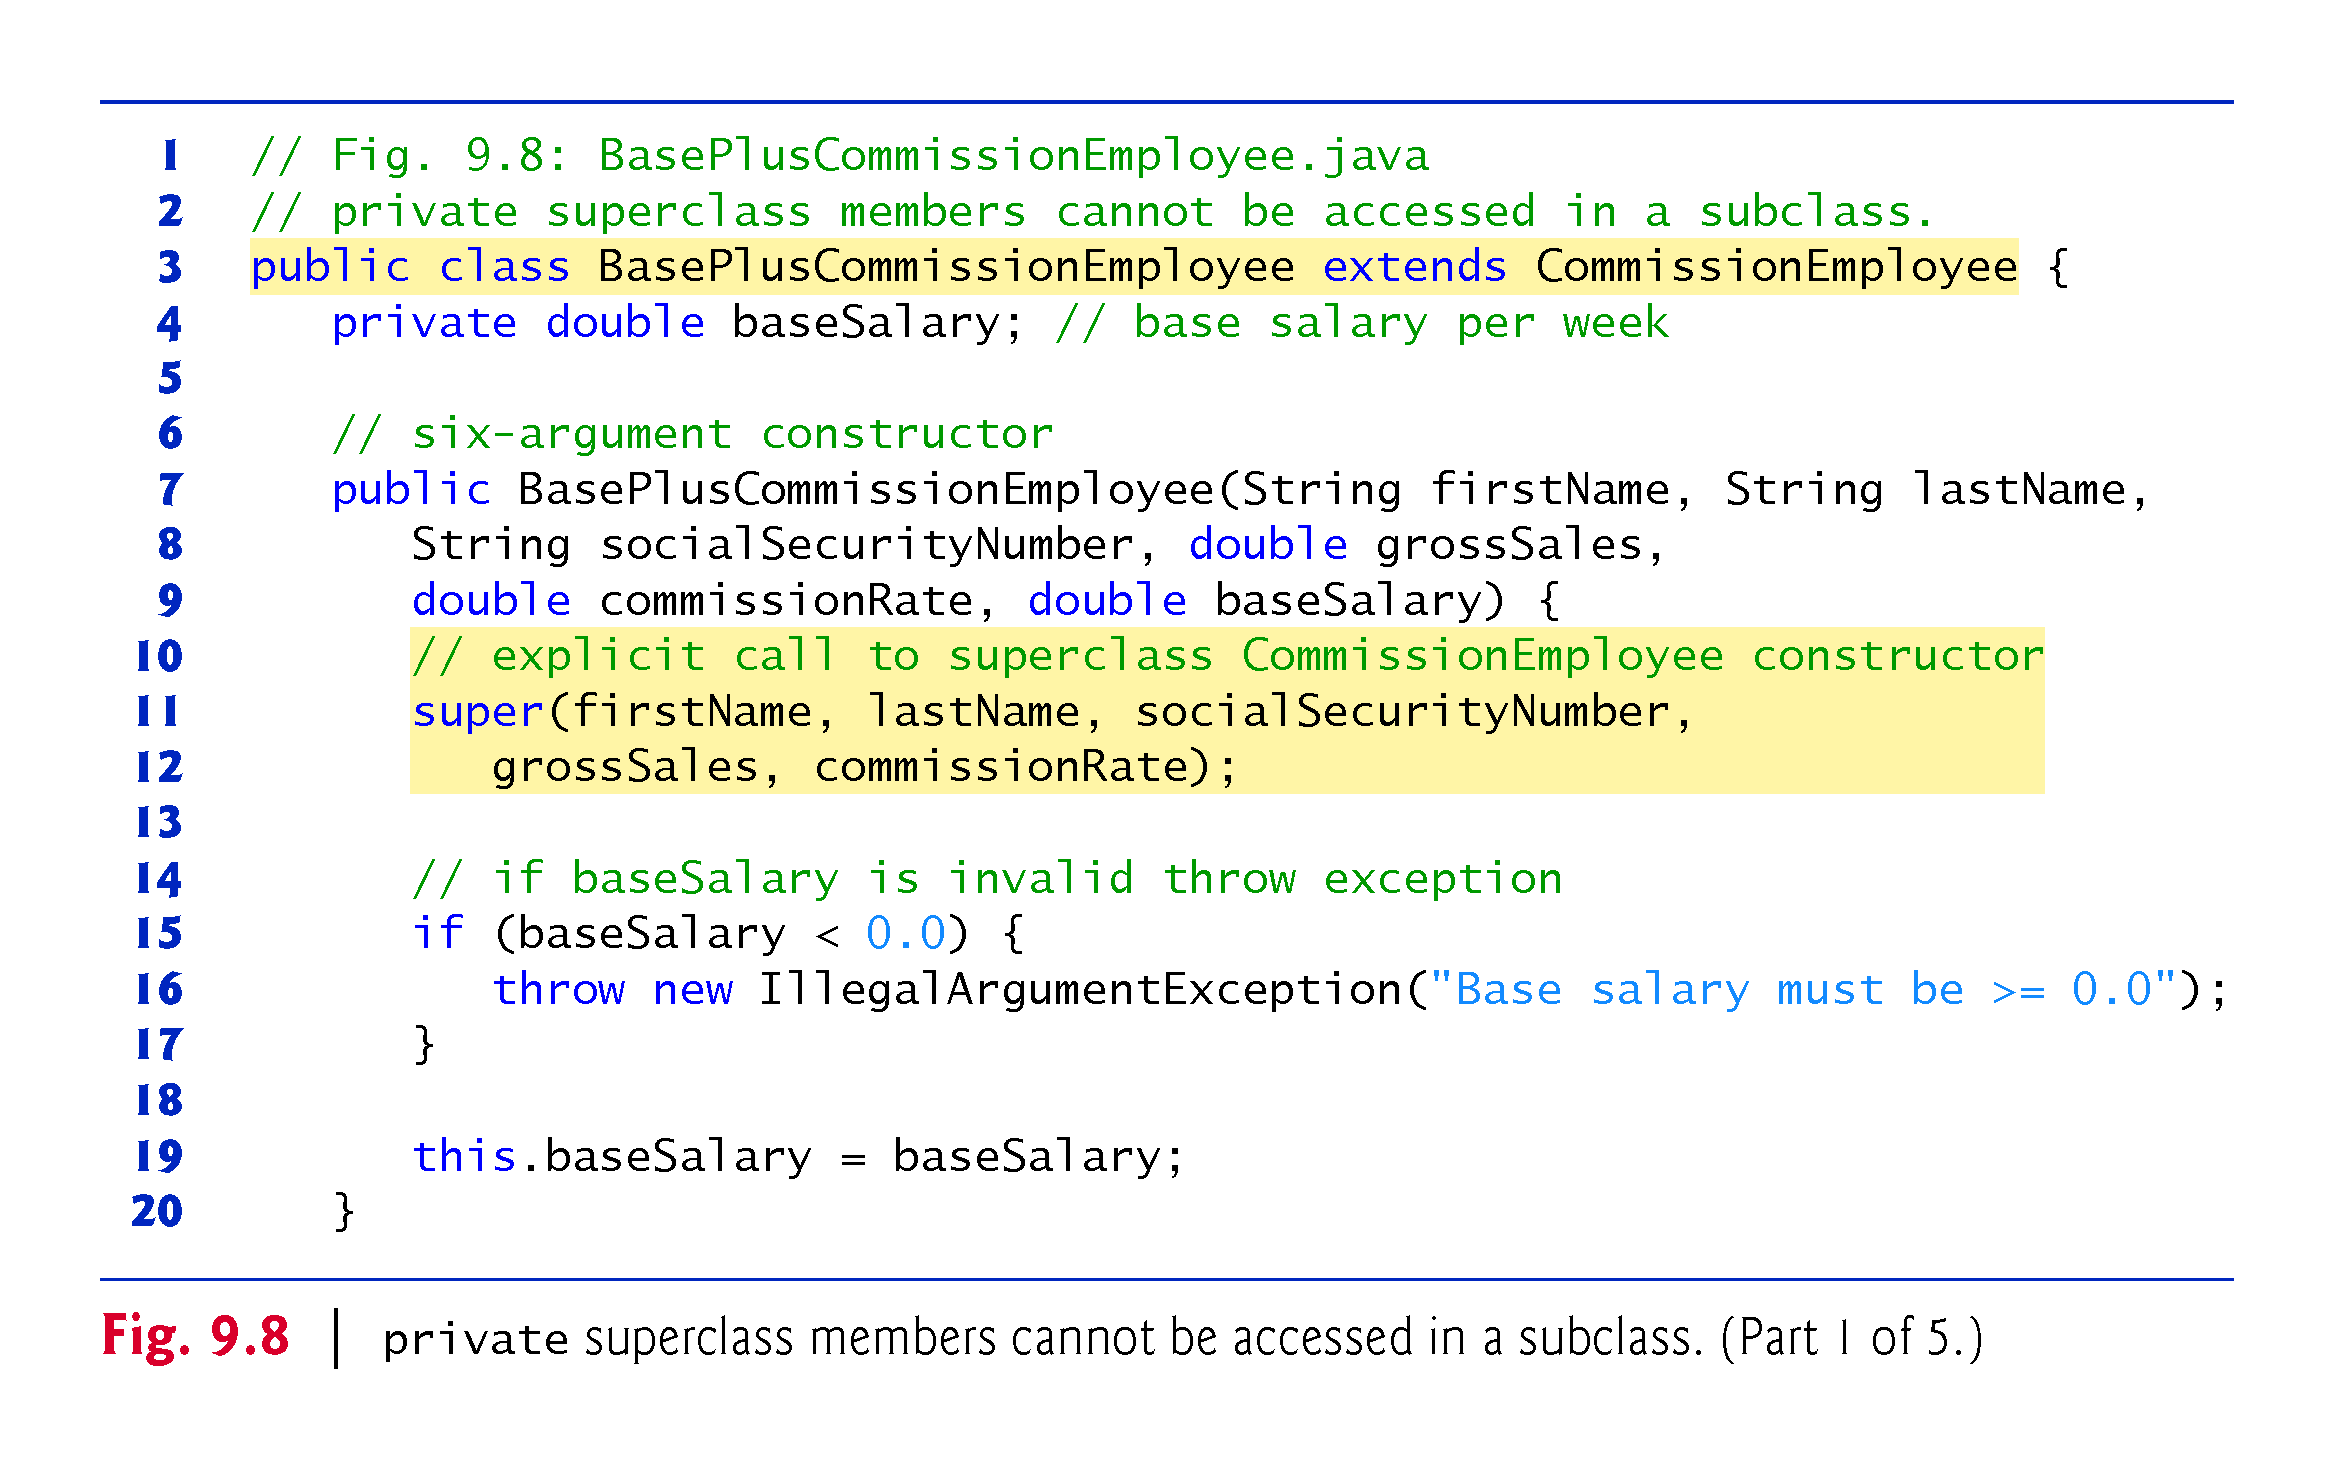 1 // Fig. 9.8: BasePlusCommissionEmployee.java
2 // private superclass members cannot be accessed in a subclass.
3 public class BasePlusCommissionEmployee extends CommissionEmployee {
4    private double baseSalary; // base salary per week
5
6    // six-argument constructor
7    public BasePlusCommissionEmployee(String firstName, String lastName,
8       String socialSecurityNumber, double grossSales,
9       double commissionRate, double baseSalary) {
10       // explicit call to superclass CommissionEmployee constructor
11       super(firstName, lastName, socialSecurityNumber,
12          grossSales, commissionRate);
13
14       // if baseSalary is invalid throw exception
15       if (baseSalary < 0.0) {
16          throw new IllegalArgumentException("Base salary must be >= 0.0");
17       }
18
19       this.baseSalary = baseSalary;
20    }
Fig. 9.8 | private superclass members cannot be accessed in a subclass. (Part 1 of 5.)